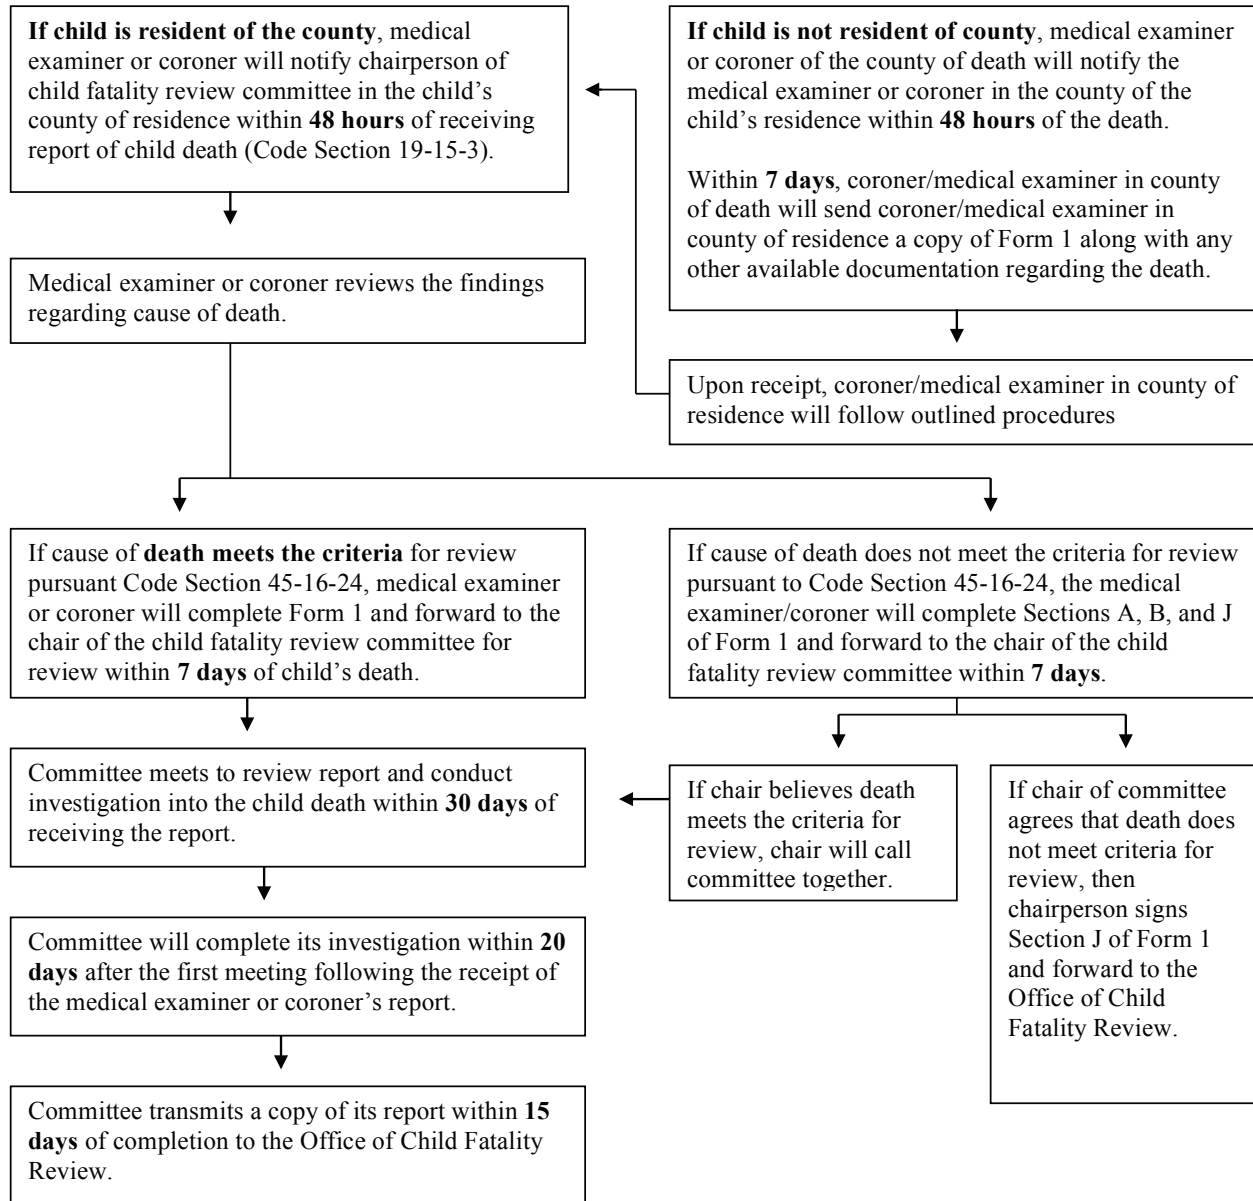 If child is resident of the county, medical
examiner or coroner will notify chairperson of
child fatality review committee in the child’s
county of residence within 48 hours of receiving
report of child death (Code Section 19-15-3).
If child is not resident of county, medical examiner
or coroner of the county of death will notify the
medical examiner or coroner in the county of the
child’s residence within 48 hours of the death.
Within 7 days, coroner/medical examiner in county
of death will send coroner/medical examiner in
county of residence a copy of Form 1 along with any
other available documentation regarding the death.
Medical examiner or coroner reviews the findings
regarding cause of death.
Upon receipt, coroner/medical examiner in county of
residence will follow outlined procedures
If cause of death meets the criteria for review
pursuant Code Section 45-16-24, medical examiner
or coroner will complete Form 1 and forward to the
chair of the child fatality review committee for
review within 7 days of child’s death.
If cause of death does not meet the criteria for review
pursuant to Code Section 45-16-24, the medical
examiner/coroner will complete Sections A, B, and J
of Form 1 and forward to the chair of the child
fatality review committee within 7 days.
Committee meets to review report and conduct
investigation into the child death within 30 days of
receiving the report.
If chair believes death
meets the criteria for
review, chair will call
committee together.
If chair of committee
agrees that death does
not meet criteria for
review, then
chairperson signs
Section J of Form 1
and forward to the
Office of Child
Fatality Review.
Committee will complete its investigation within 20
days after the first meeting following the receipt of
the medical examiner or coroner’s report.
Committee transmits a copy of its report within 15
days of completion to the Office of Child Fatality
Review.